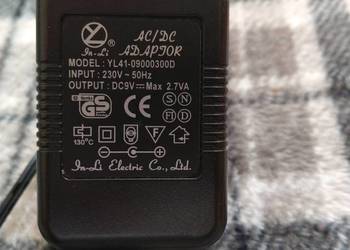 AC/DC
ADAPTOR
In-Li
MODEL : YL41-09000300D
INPUT : 230V ~ 50Hz
OUTPUT : DC9V⎓Max 2.7VA
GS
CE
S N
F D
130°C
In-Li Electric Co., Ltd.